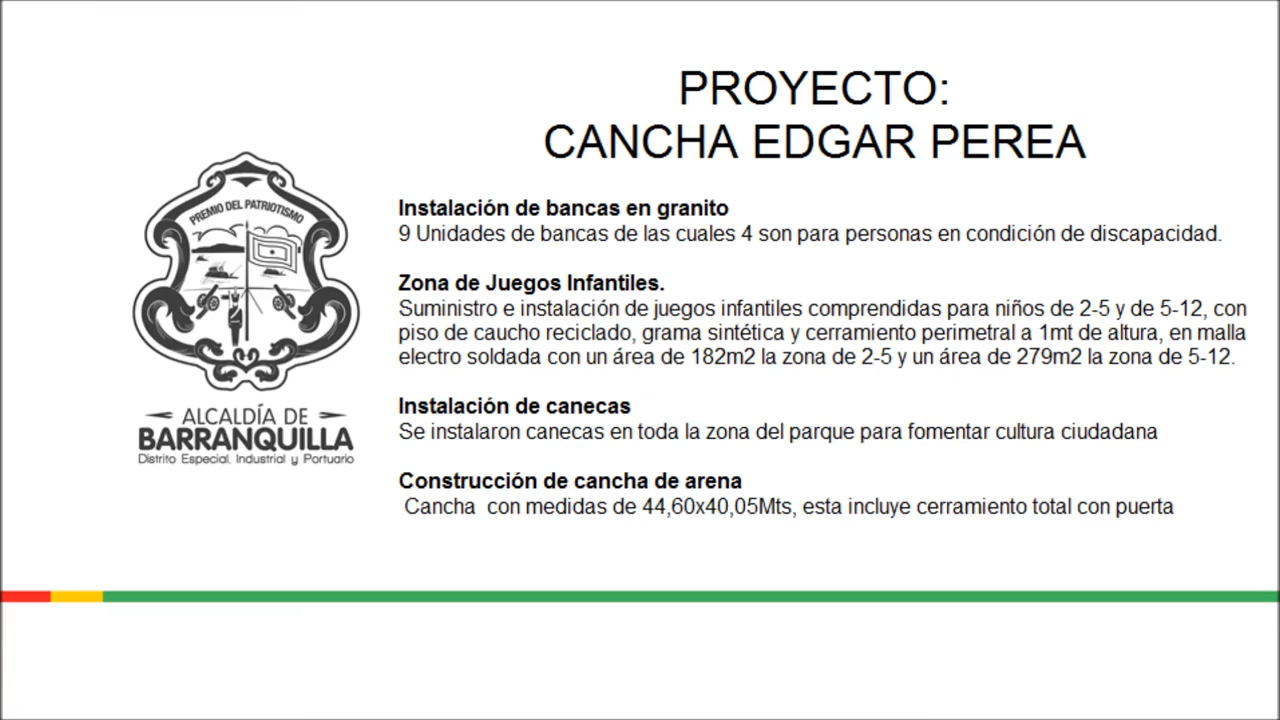 PROYECTO:
CANCHA EDGAR PEREA
PREMIO DEL PATRIOTISMO
ALCALDÍA DE
BARRANQUILLA
Distrito Especial, Industrial y Portuario
Instalación de bancas en granito
9 Unidades de bancas de las cuales 4 son para personas en condición de discapacidad.
Zona de Juegos Infantiles.
Suministro e instalación de juegos infantiles comprendidas para niños de 2-5 y de 5-12, con
piso de caucho reciclado, grama sintética y cerramiento perimetral a 1mt de altura, en malla
electro soldada con un área de 182m2 la zona de 2-5 y un área de 279m2 la zona de 5-12.
Instalación de canecas
Se instalaron canecas en toda la zona del parque para fomentar cultura ciudadana
Construcción de cancha de arena
Cancha con medidas de 44,60x40,05Mts, esta incluye cerramiento total con puerta